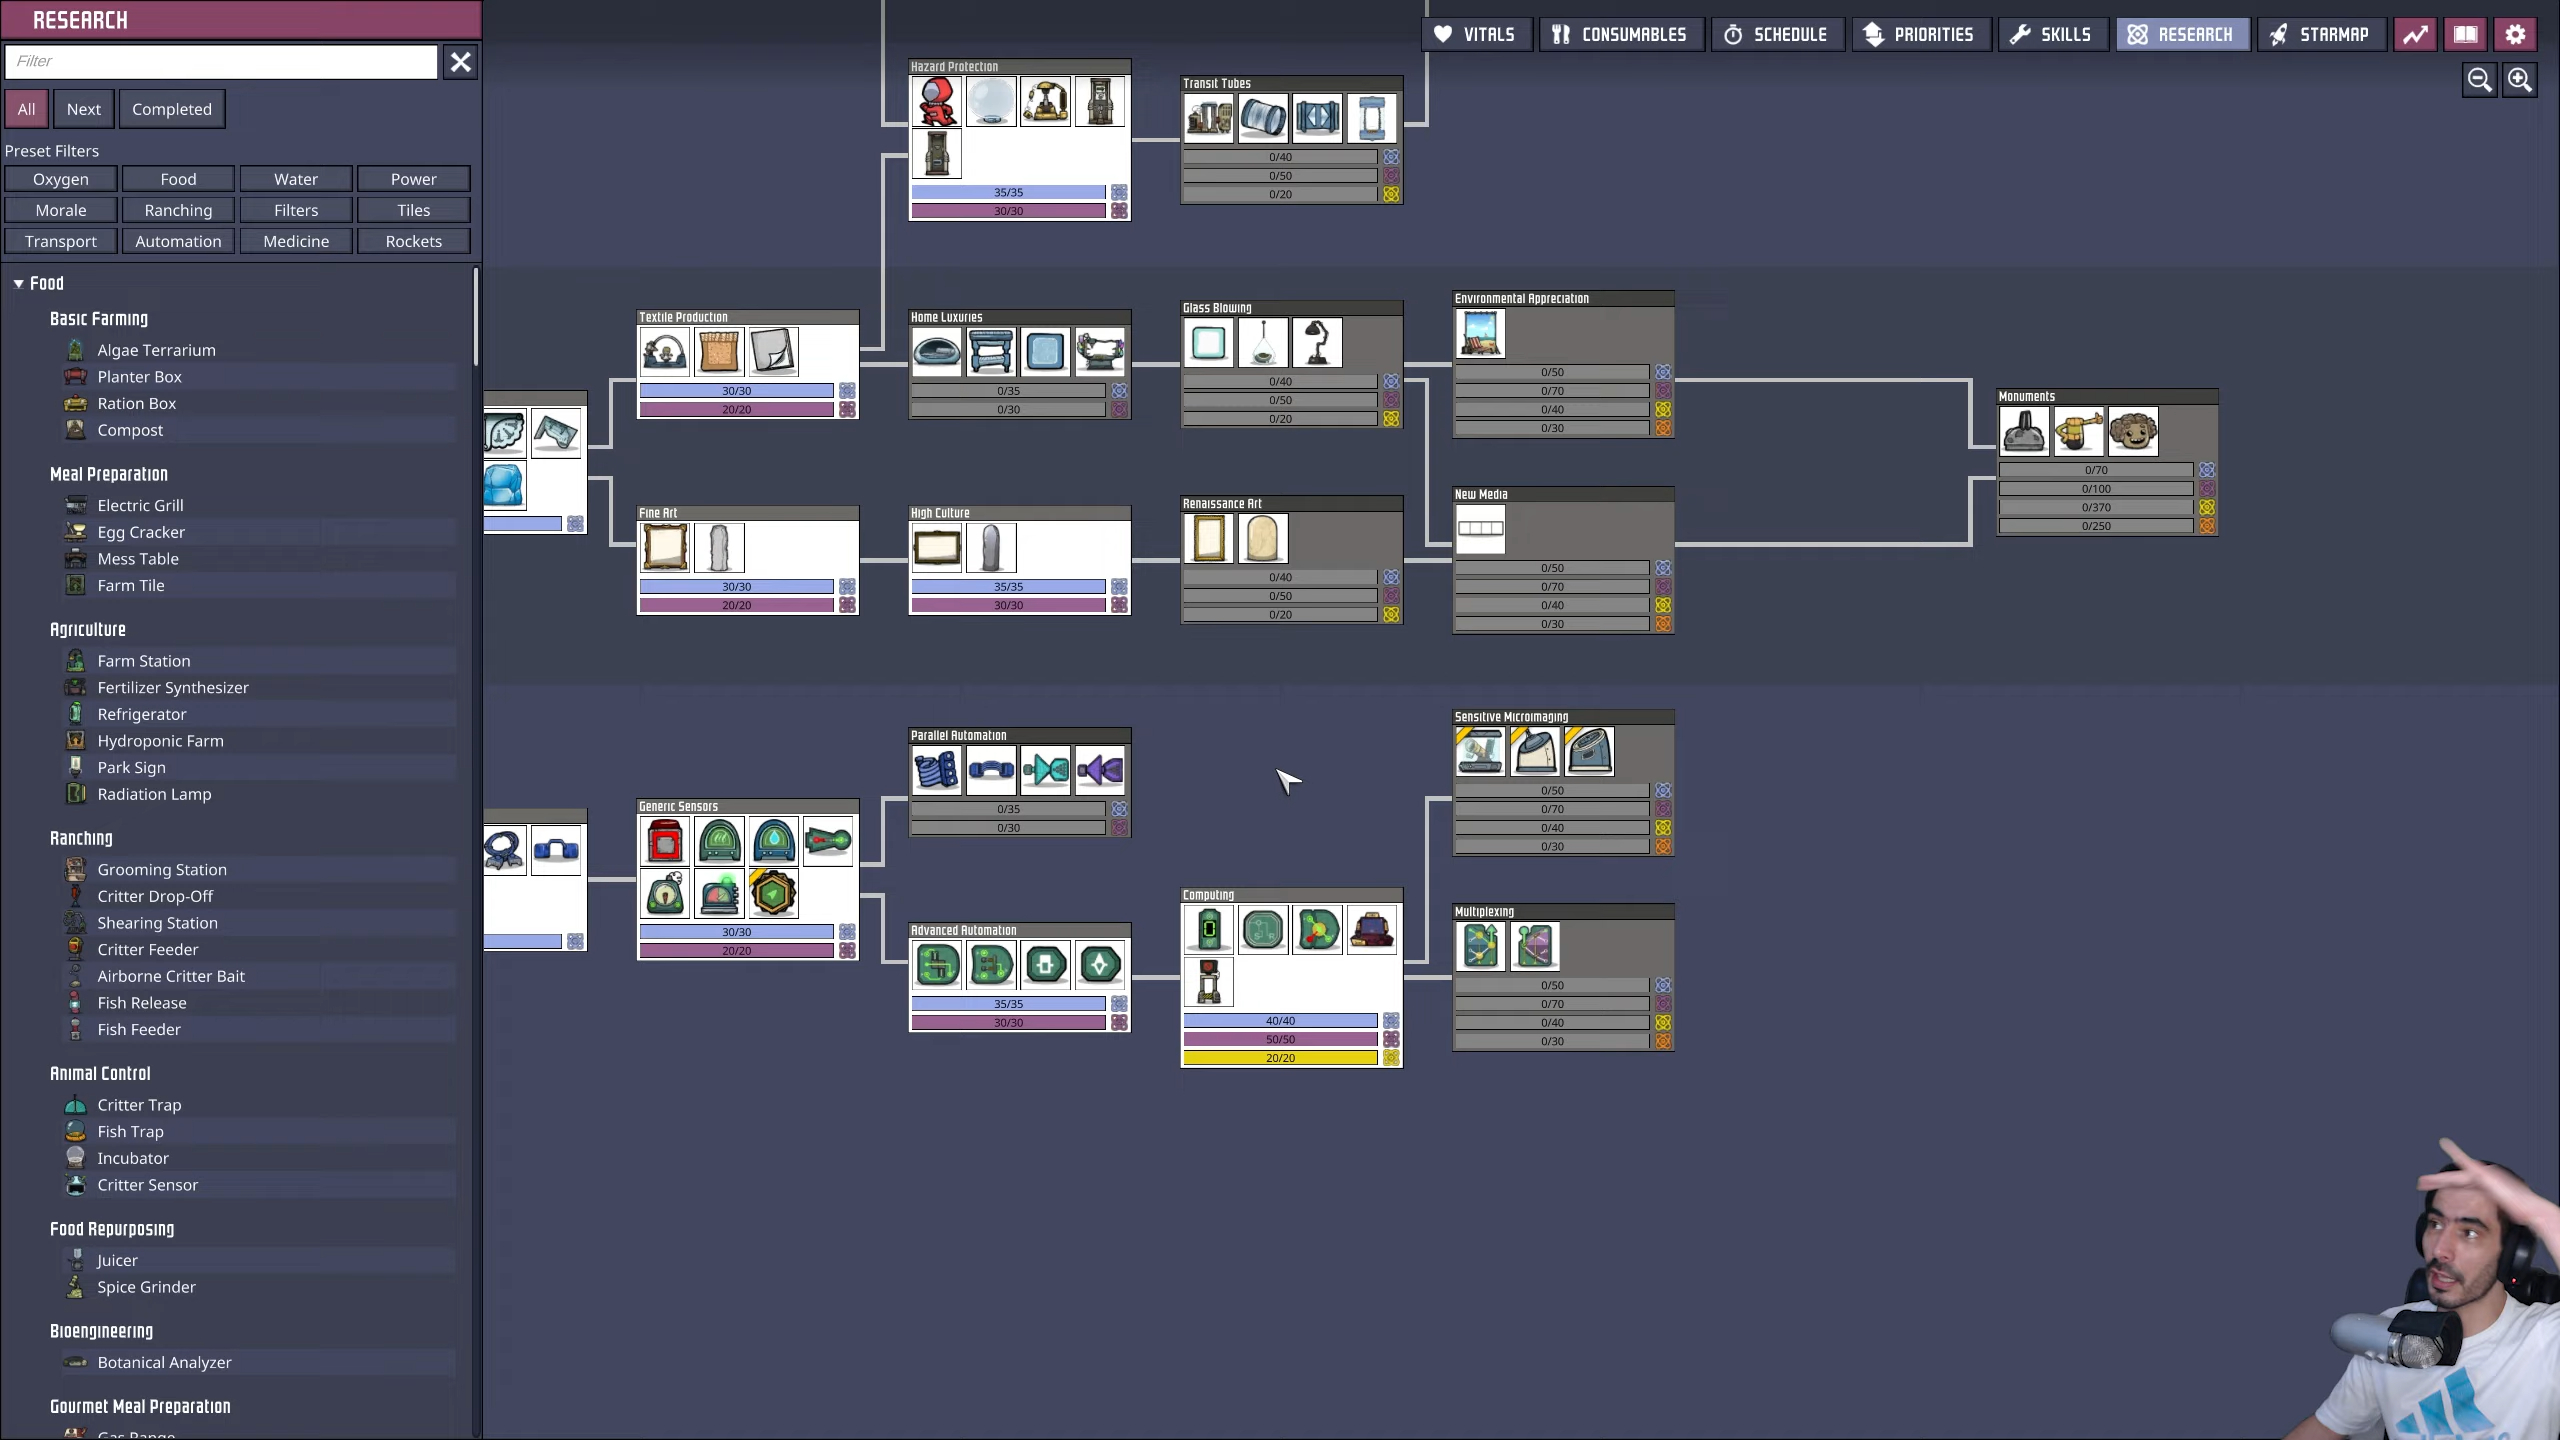 RESEARCH
VITALS
CONSUMABLES
SCHEDULE
PRIORITIES
SKILLS
RESEARCH
STARMAP
Filter
All
Next
Completed
Preset Filters
Oxygen
Food
Water
Power
Morale
Ranching
Filters
Tiles
Transport
Automation
Medicine
Rockets
Food
Basic Farming
Algae Terrarium
Planter Box
Ration Box
Compost
Meal Preparation
Electric Grill
Egg Cracker
Mess Table
Farm Tile
Agriculture
Farm Station
Fertilizer Synthesizer
Refrigerator
Hydroponic Farm
Park Sign
Radiation Lamp
Ranching
Grooming Station
Critter Drop-Off
Shearing Station
Critter Feeder
Airborne Critter Bait
Fish Release
Fish Feeder
Animal Control
Critter Trap
Fish Trap
Incubator
Critter Sensor
Food Repurposing
Juicer
Spice Grinder
Bioengineering
Botanical Analyzer
Gourmet Meal Preparation
Gas Range
Hazard Protection
35/35
30/30
Transit Tubes
0/40
0/50
0/20
Textile Production
30/30
20/20
Home Luxuries
0/35
0/30
Glass Blowing
0/40
0/50
0/20
Environmental Appreciation
0/50
0/70
0/40
0/30
Monuments
0/70
0/100
0/370
0/250
Fine Art
30/30
20/20
High Culture
35/35
30/30
Renaissance Art
0/40
0/50
0/20
New Media
0/50
0/70
0/40
0/30
Generic Sensors
30/30
20/20
Parallel Automation
0/35
0/30
Sensitive Microimaging
0/50
0/70
0/40
0/30
Advanced Automation
35/35
30/30
Computing
40/40
50/50
20/20
Multiplexing
0/50
0/70
0/40
0/30